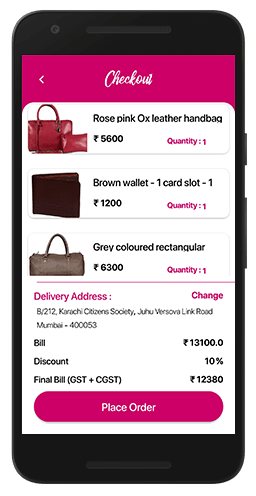 Checkout
Rose pink Ox leather handbag
₹ 5600
Quantity : 1
Brown wallet - 1 card slot - 1
₹ 1200
Quantity : 1
Grey coloured rectangular
₹ 6300
Quantity : 1
Delivery Address : Change
B/212, Karachi Citizens Society, Juhu Versova Link Road
Mumbai - 400053
Bill ₹ 13100.0
Discount 10 %
Final Bill (GST + CGST) ₹ 12380
Place Order